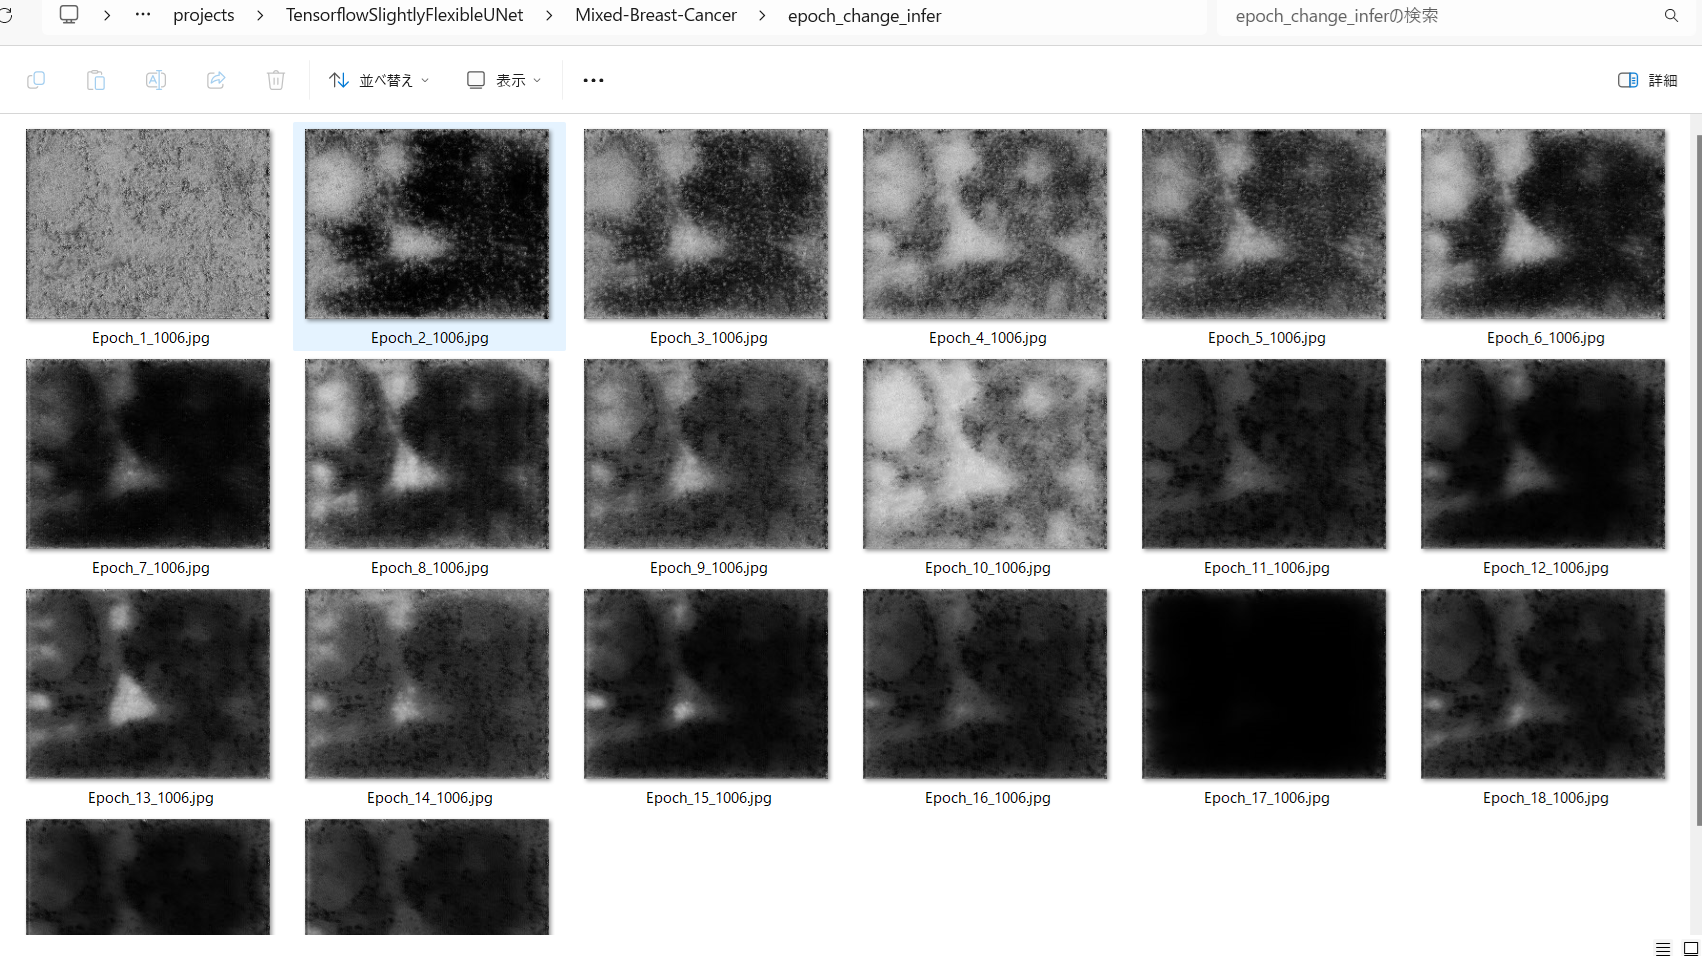 … projects TensorflowSlightlyFlexibleUNet Mixed-Breast-Cancer epoch_change_infer
epoch_change_inferの検索
並べ替え 表示 … 詳細
Epoch_1_1006.jpg Epoch_2_1006.jpg Epoch_3_1006.jpg Epoch_4_1006.jpg Epoch_5_1006.jpg Epoch_6_1006.jpg
Epoch_7_1006.jpg Epoch_8_1006.jpg Epoch_9_1006.jpg Epoch_10_1006.jpg Epoch_11_1006.jpg Epoch_12_1006.jpg
Epoch_13_1006.jpg Epoch_14_1006.jpg Epoch_15_1006.jpg Epoch_16_1006.jpg Epoch_17_1006.jpg Epoch_18_1006.jpg